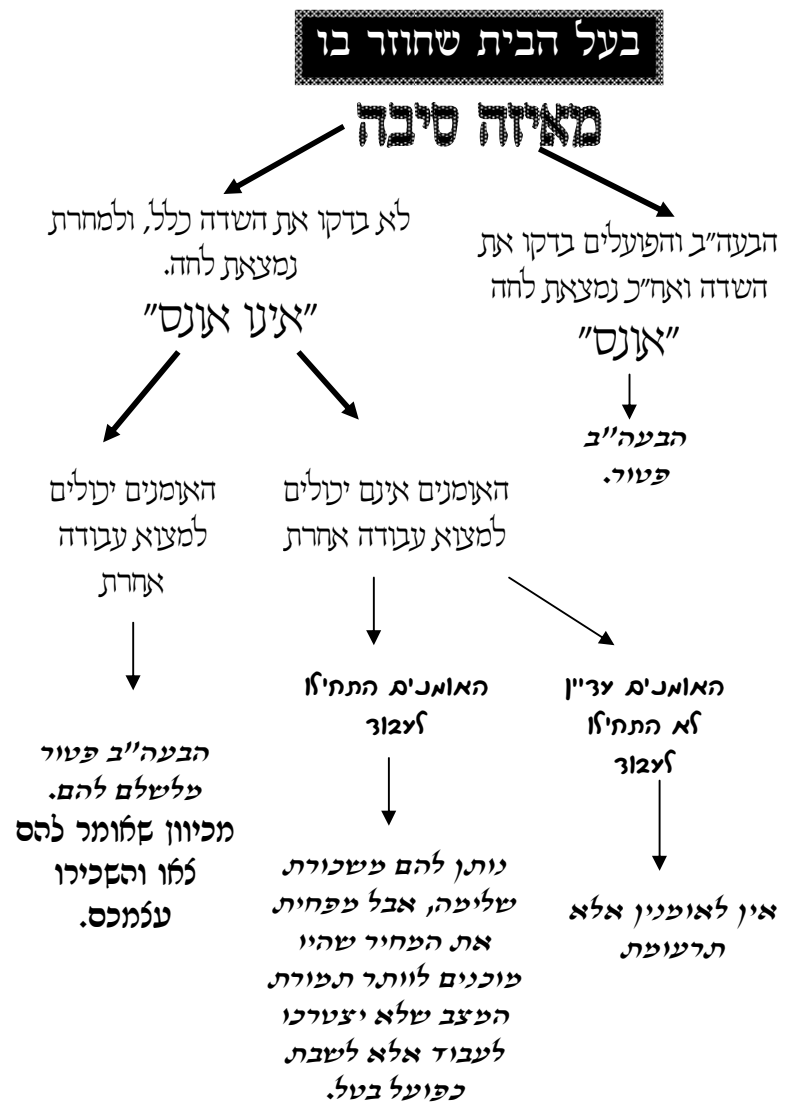 בעל הבית שחוזר בו
מאיזה סיבה
הבעה״ב והפועלים בדקו את
השדה ואח״כ נמצאת לחה
״אונס״
הבעה״ב
פטור.
לא בדקו את השדה כלל, ולמחרת
נמצאת לחה.
״אינו אונס״
האומנים אינם יכולים
למצוא עבודה אחרת
האומנים עדיין
לא התחילו
לעבוד
אין לאומנין אלא
תרעומת
האומנים התחילו
לעבוד
נותן להם משכורת
שלימה, אבל מפחית
את המחיר שהיו
מוכנים לוותר תמורת
המצב שלא יצטרכו
לעבוד אלא לשבת
כפועל בטל.
האומנים יכולים
למצוא עבודה
אחרת
הבעה״ב פטור
מלשלם להם.
מכיוון שאומר להם
צאו והשכירו
עצמכם.